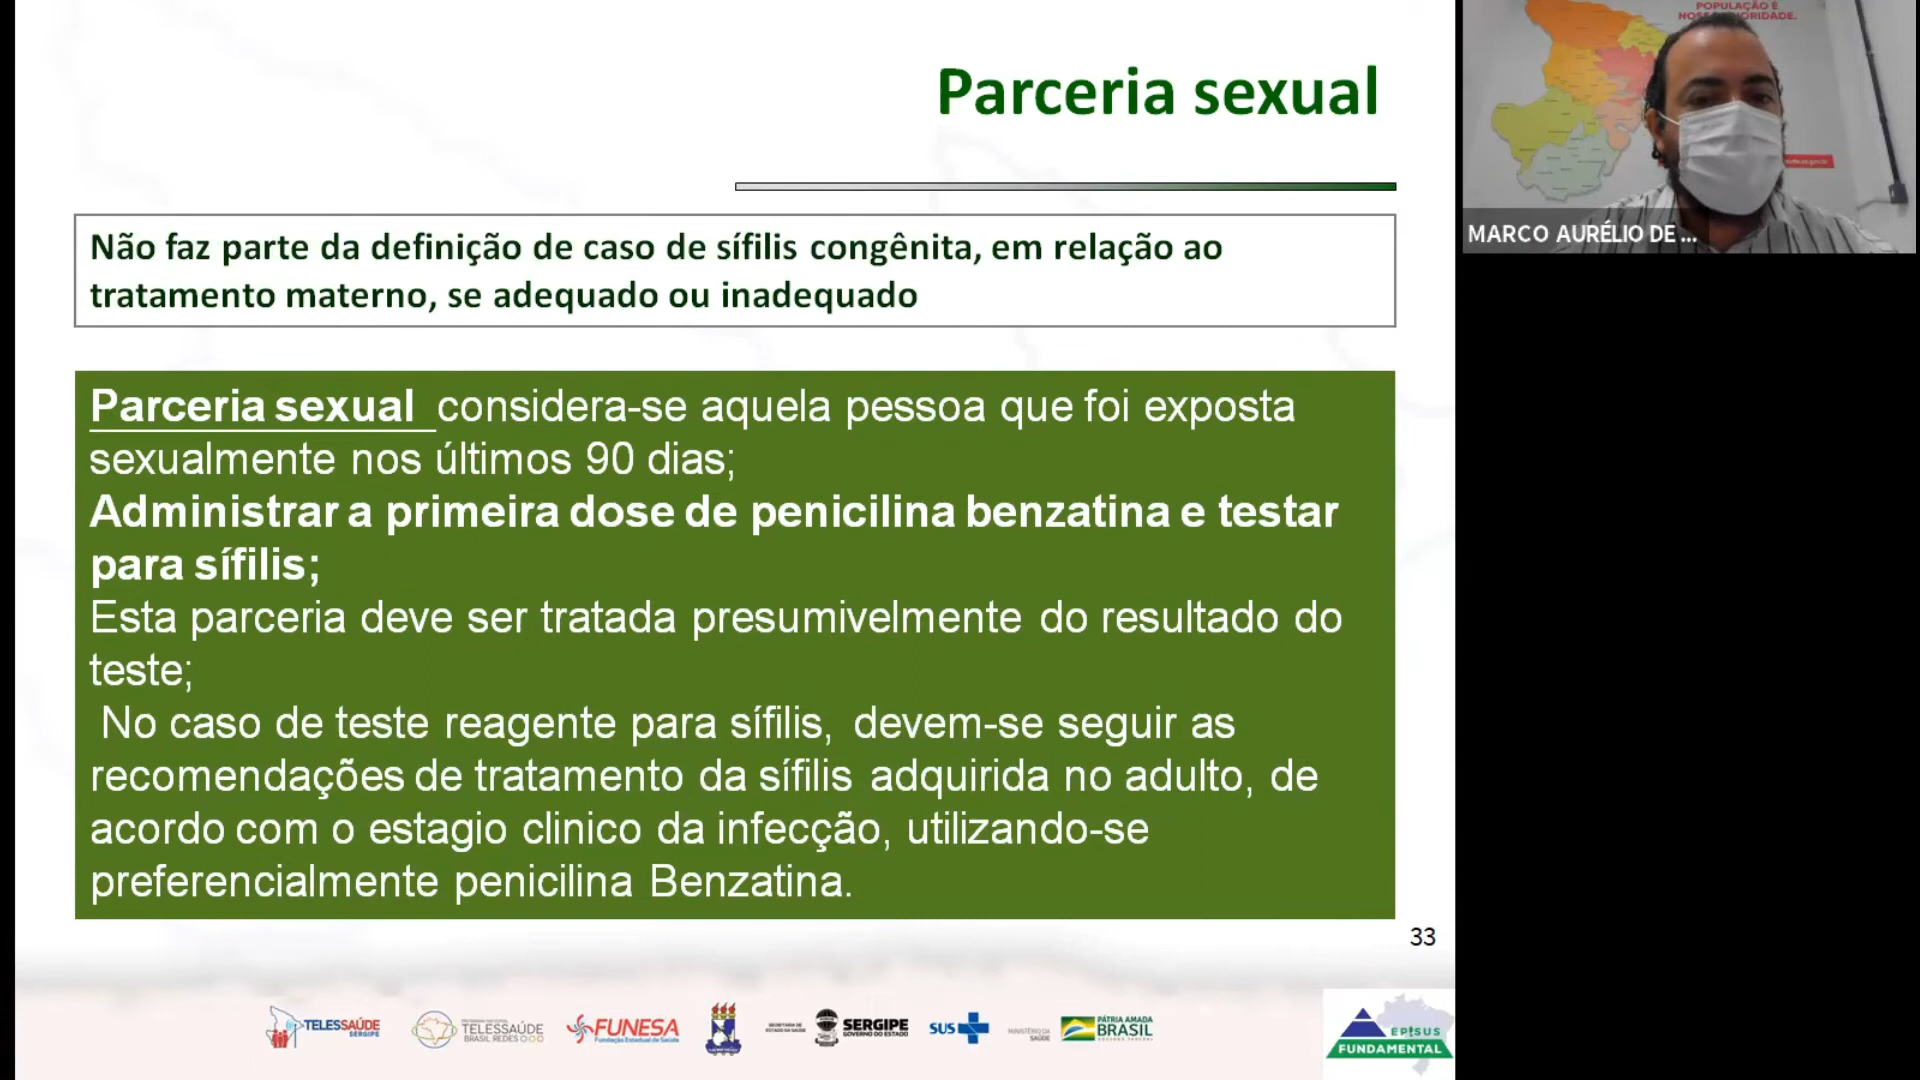 Parceria sexual
Não faz parte da definição de caso de sífilis congênita, em relação ao
tratamento materno, se adequado ou inadequado
Parceria sexual considera-se aquela pessoa que foi exposta
sexualmente nos últimos 90 dias;
Administrar a primeira dose de penicilina benzatina e testar
para sífilis;
Esta parceria deve ser tratada presumivelmente do resultado do
teste;
No caso de teste reagente para sífilis, devem-se seguir as
recomendações de tratamento da sífilis adquirida no adulto, de
acordo com o estagio clinico da infecção, utilizando-se
preferencialmente penicilina Benzatina.
33
POPULAÇÃO É
MARCO AURÉLIO DE ...
TELESSAÚDE
SERGIPE
TELESSAÚDE
BRASIL REDES
FUNESA
Fundação Estadual de Saúde
SECRETARIA DE
ESTADO DA SAÚDE
SERGIPE
GOVERNO DO ESTADO
SUS
MINISTÉRIO DA
SAÚDE
PÁTRIA AMADA
BRASIL
EPISUS
FUNDAMENTAL